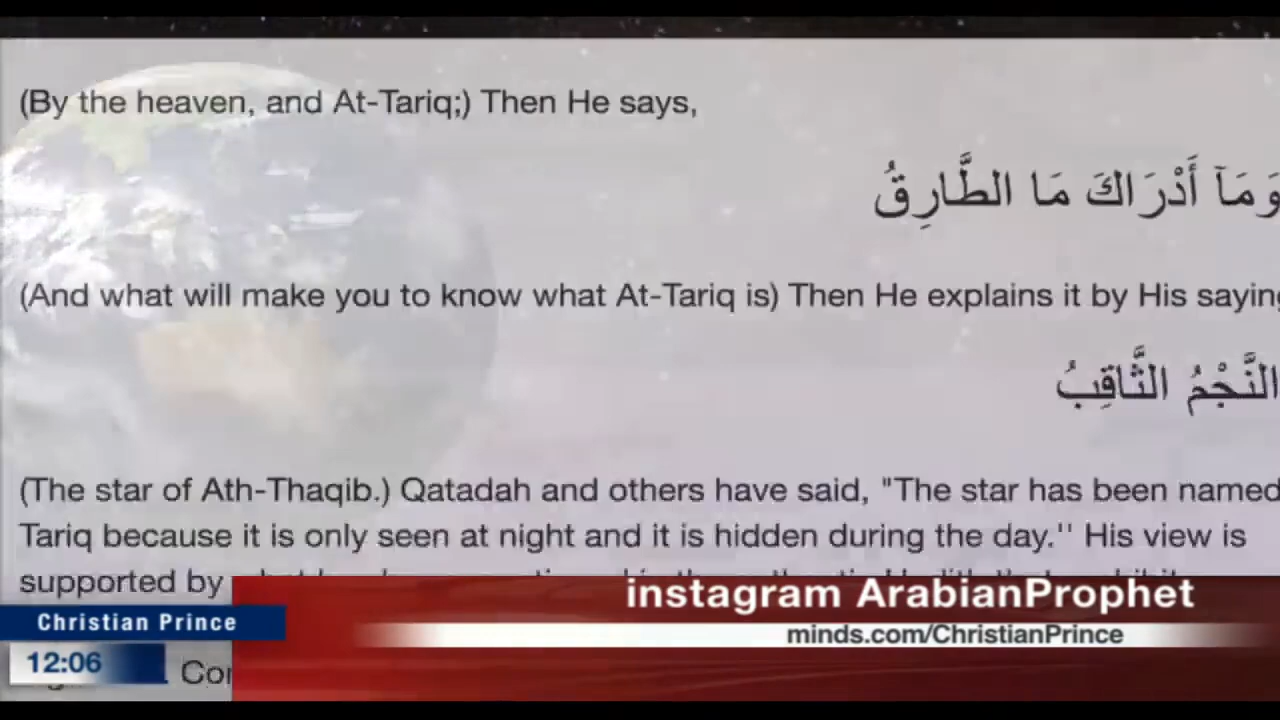 (By the heaven, and At-Tariq;) Then He says,
وَمَآ أَدْرَاكَ مَا الطَّارِقُ
(And what will make you to know what At-Tariq is) Then He explains it by His saying
النَّجْمُ الثَّاقِبُ
(The star of Ath-Thaqib.) Qatadah and others have said, "The star has been named
Tariq because it is only seen at night and it is hidden during the day.'' His view is
supported by
instagram ArabianProphet
Christian Prince
minds.com/ChristianPrince
12:06